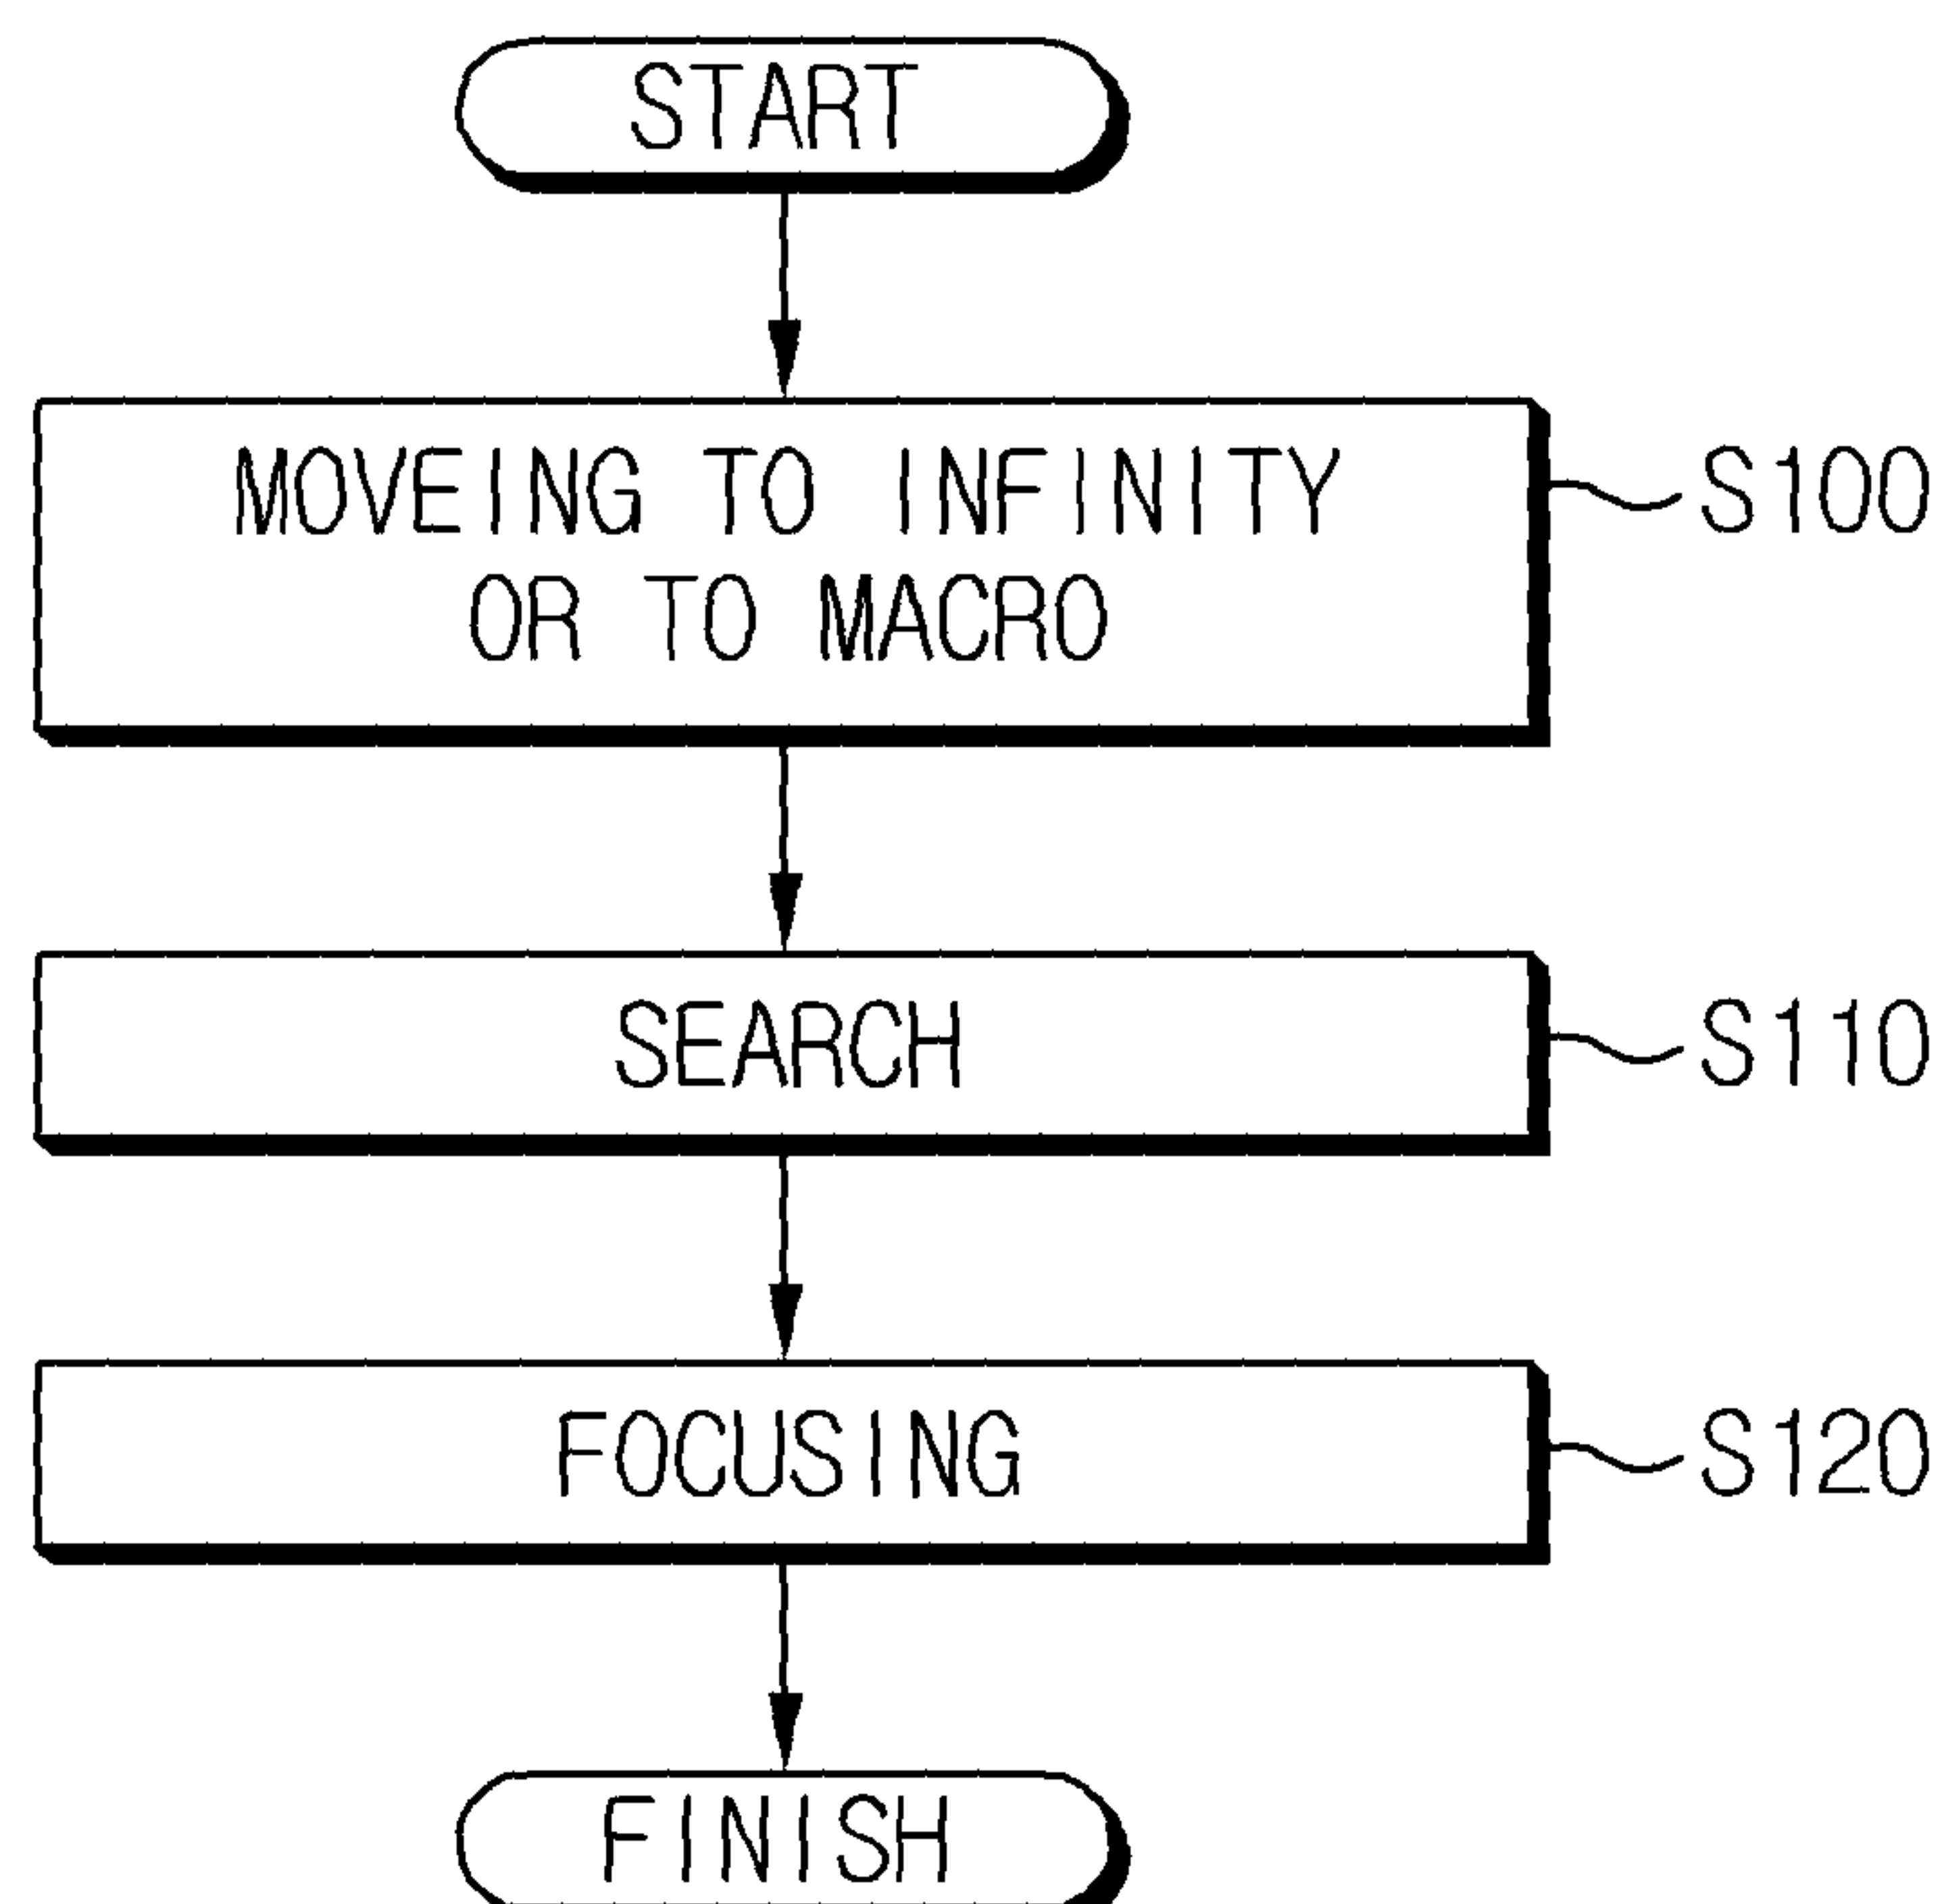 START
MOVEING TO INFINITY
OR TO MACRO
S100
SEARCH
S110
FOCUSING
S120
FINISH